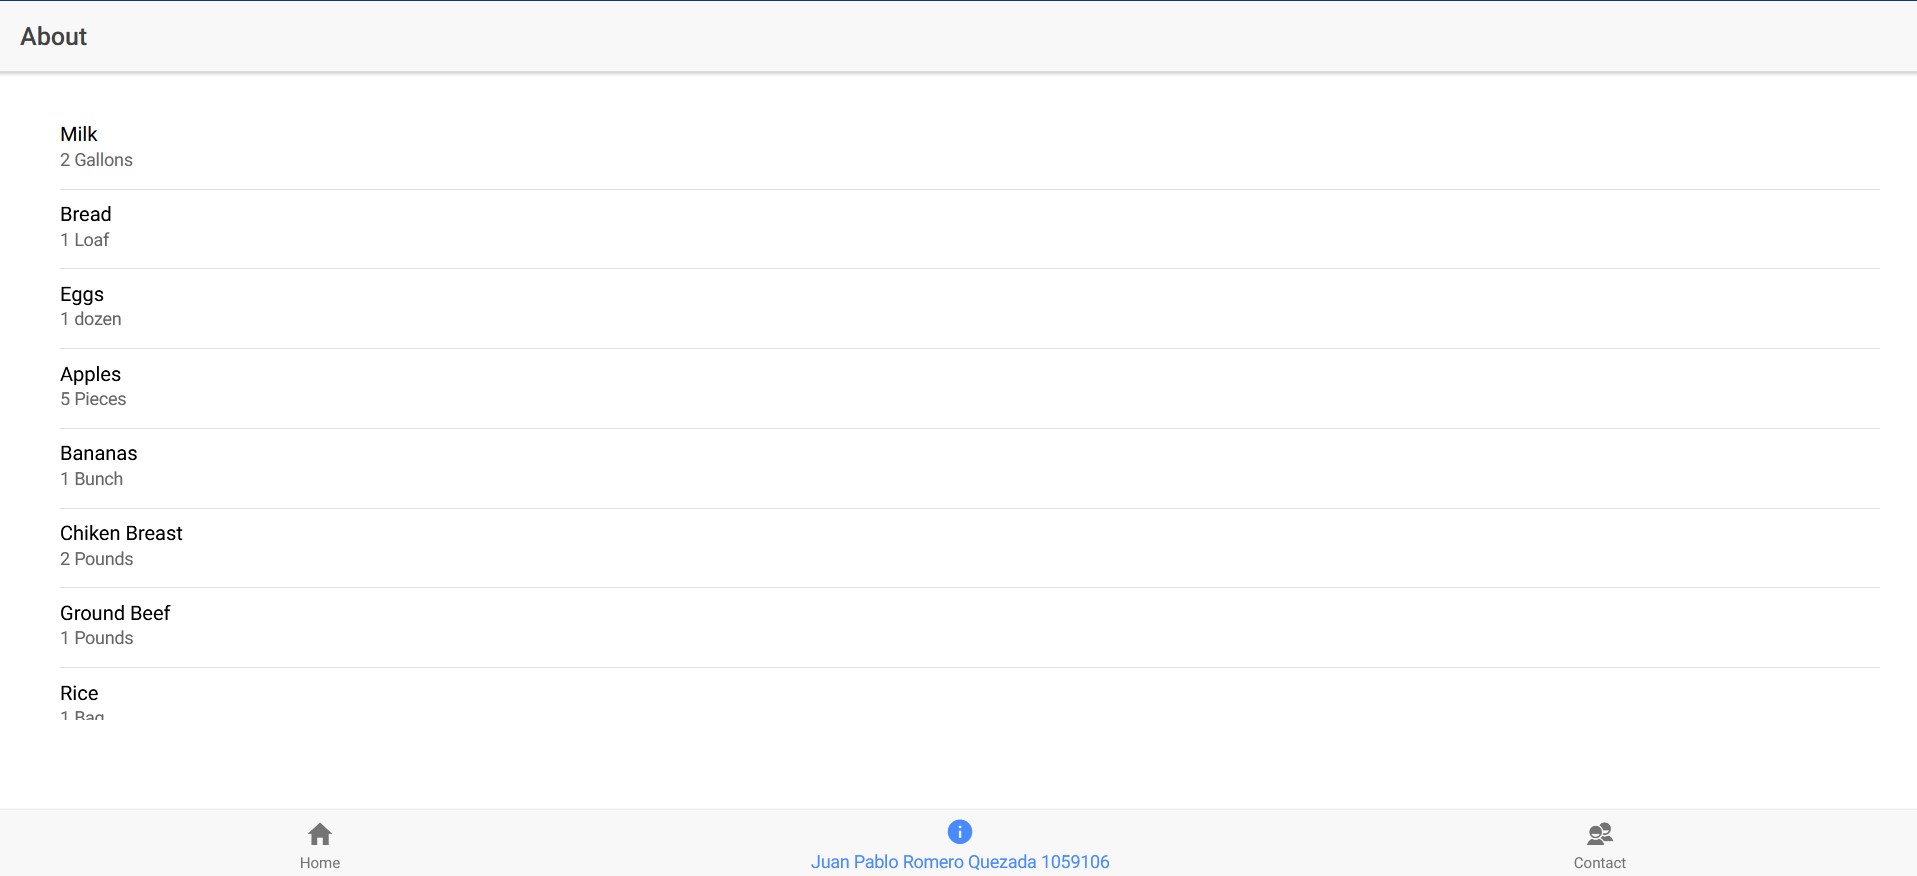 About
Milk
2 Gallons
Bread
1 Loaf
Eggs
1 dozen
Apples
5 Pieces
Bananas
1 Bunch
Chiken Breast
2 Pounds
Ground Beef
1 Pounds
Rice
1 Bag
Home
Juan Pablo Romero Quezada 1059106
Contact